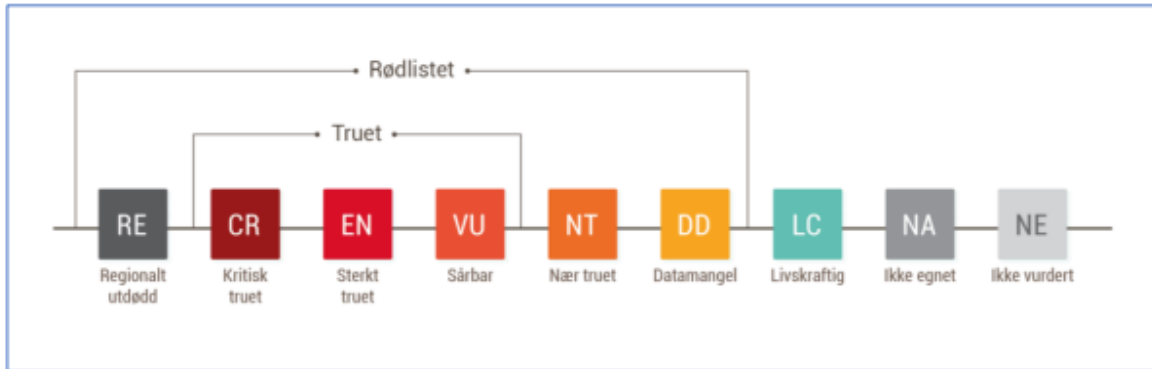 Rødlistet
Truet
RE CR EN VU NT DD LC NA NE
Regionalt Kritisk Sterkt Sårbar Nær truet Datamangel Livskraftig Ikke egnet Ikke vurdert
utdødd truet truet